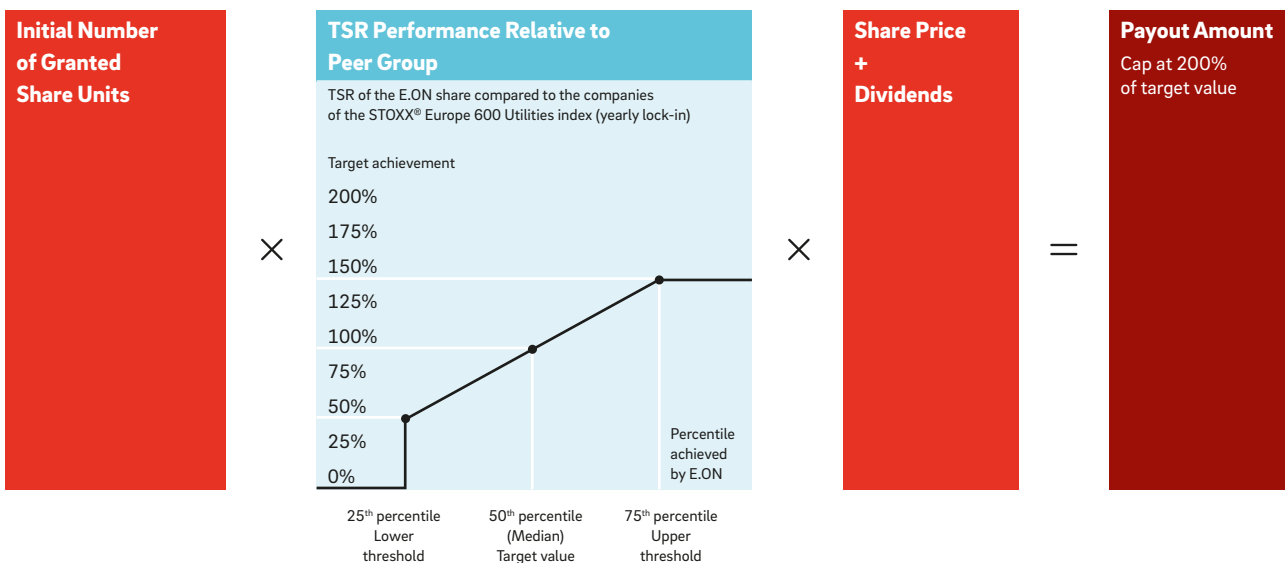 Initial Number
of Granted
Share Units
×
TSR Performance Relative to
Peer Group
TSR of the E.ON share compared to the companies
of the STOXX® Europe 600 Utilities index (yearly lock-in)
Target achievement
200%
175%
150%
125%
100%
75%
50%
25%
0%
Percentile
achieved
by E.ON
25th percentile
Lower
threshold
50th percentile
(Median)
Target value
75th percentile
Upper
threshold
×
Share Price
+
Dividends
=
Payout Amount
Cap at 200%
of target value